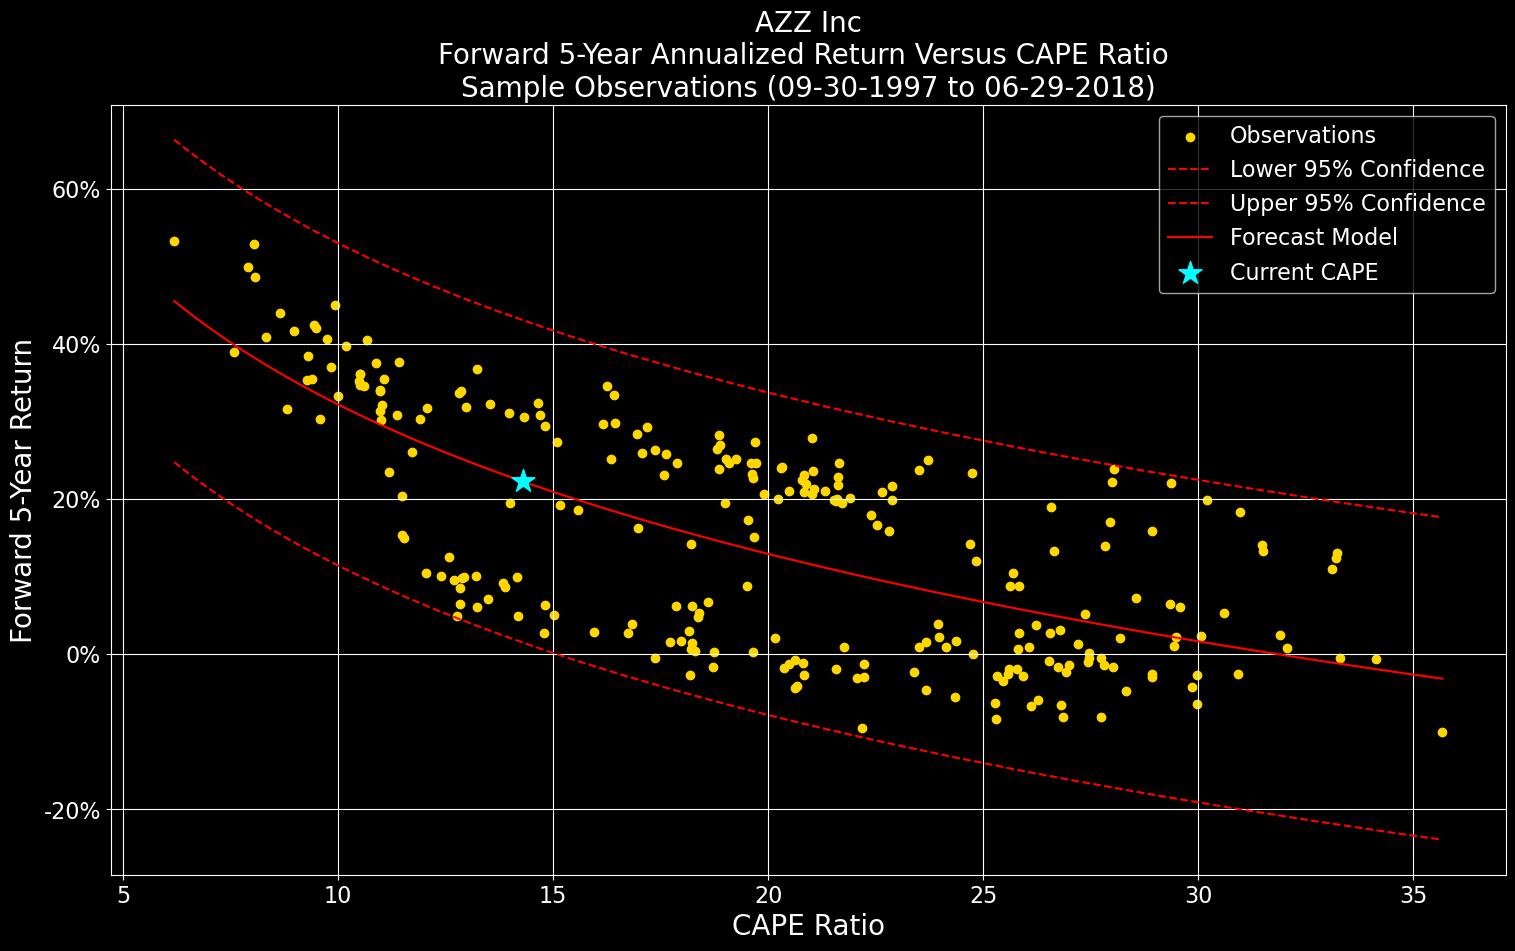 AZZ Inc
Forward 5-Year Annualized Return Versus CAPE Ratio
Sample Observations (09-30-1997 to 06-29-2018)
Observations
Lower 95% Confidence
Upper 95% Confidence
Forecast Model
Current CAPE
Forward 5-Year Return
60%
40%
20%
0%
-20%
5 10 15 20 25 30 35
CAPE Ratio